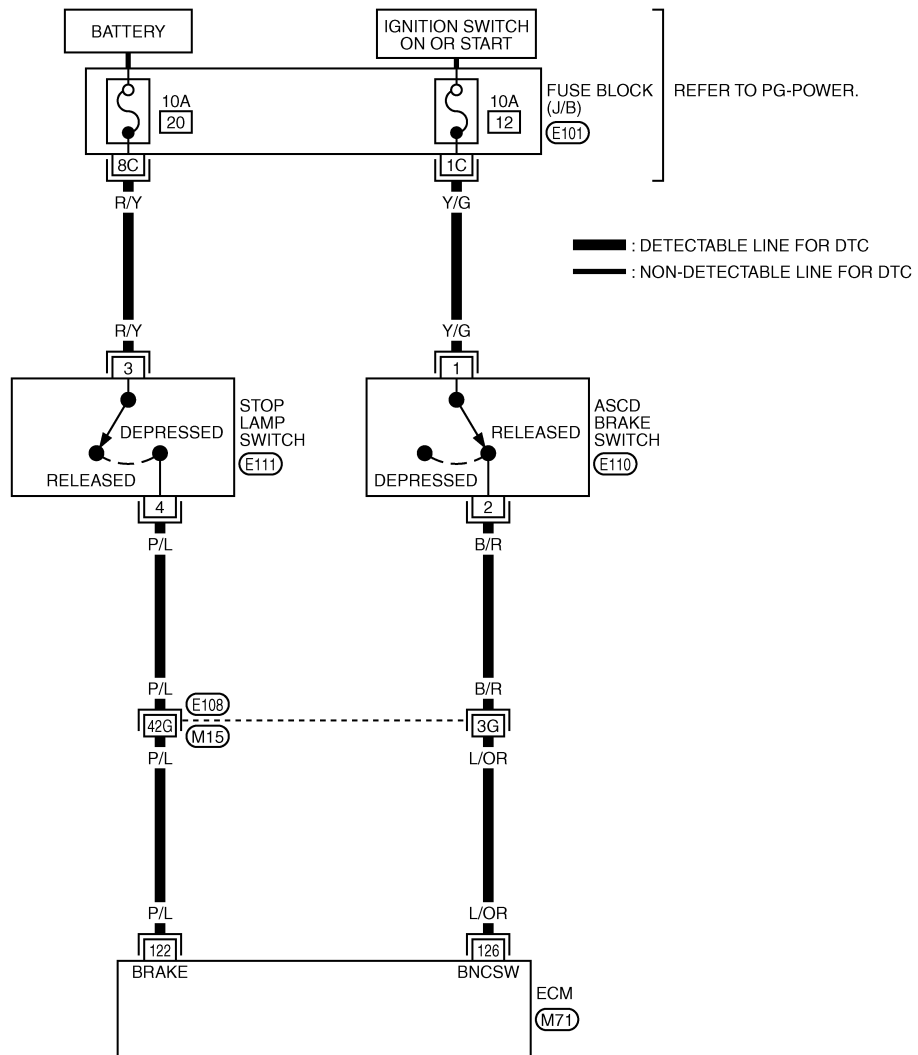 BATTERY
IGNITION SWITCH
ON OR START
10A
20
10A
12
FUSE BLOCK
(J/B)
E101
REFER TO PG-POWER.
8C
1C
R/Y
Y/G
: DETECTABLE LINE FOR DTC
: NON-DETECTABLE LINE FOR DTC
R/Y
Y/G
3
1
DEPRESSED
RELEASED
STOP
LAMP
SWITCH
E111
RELEASED
DEPRESSED
ASCD
BRAKE
SWITCH
E110
4
2
P/L
B/R
P/L
B/R
E108
42G
3G
M15
P/L
L/OR
P/L
L/OR
122
126
BRAKE
BNCSW
ECM
M71